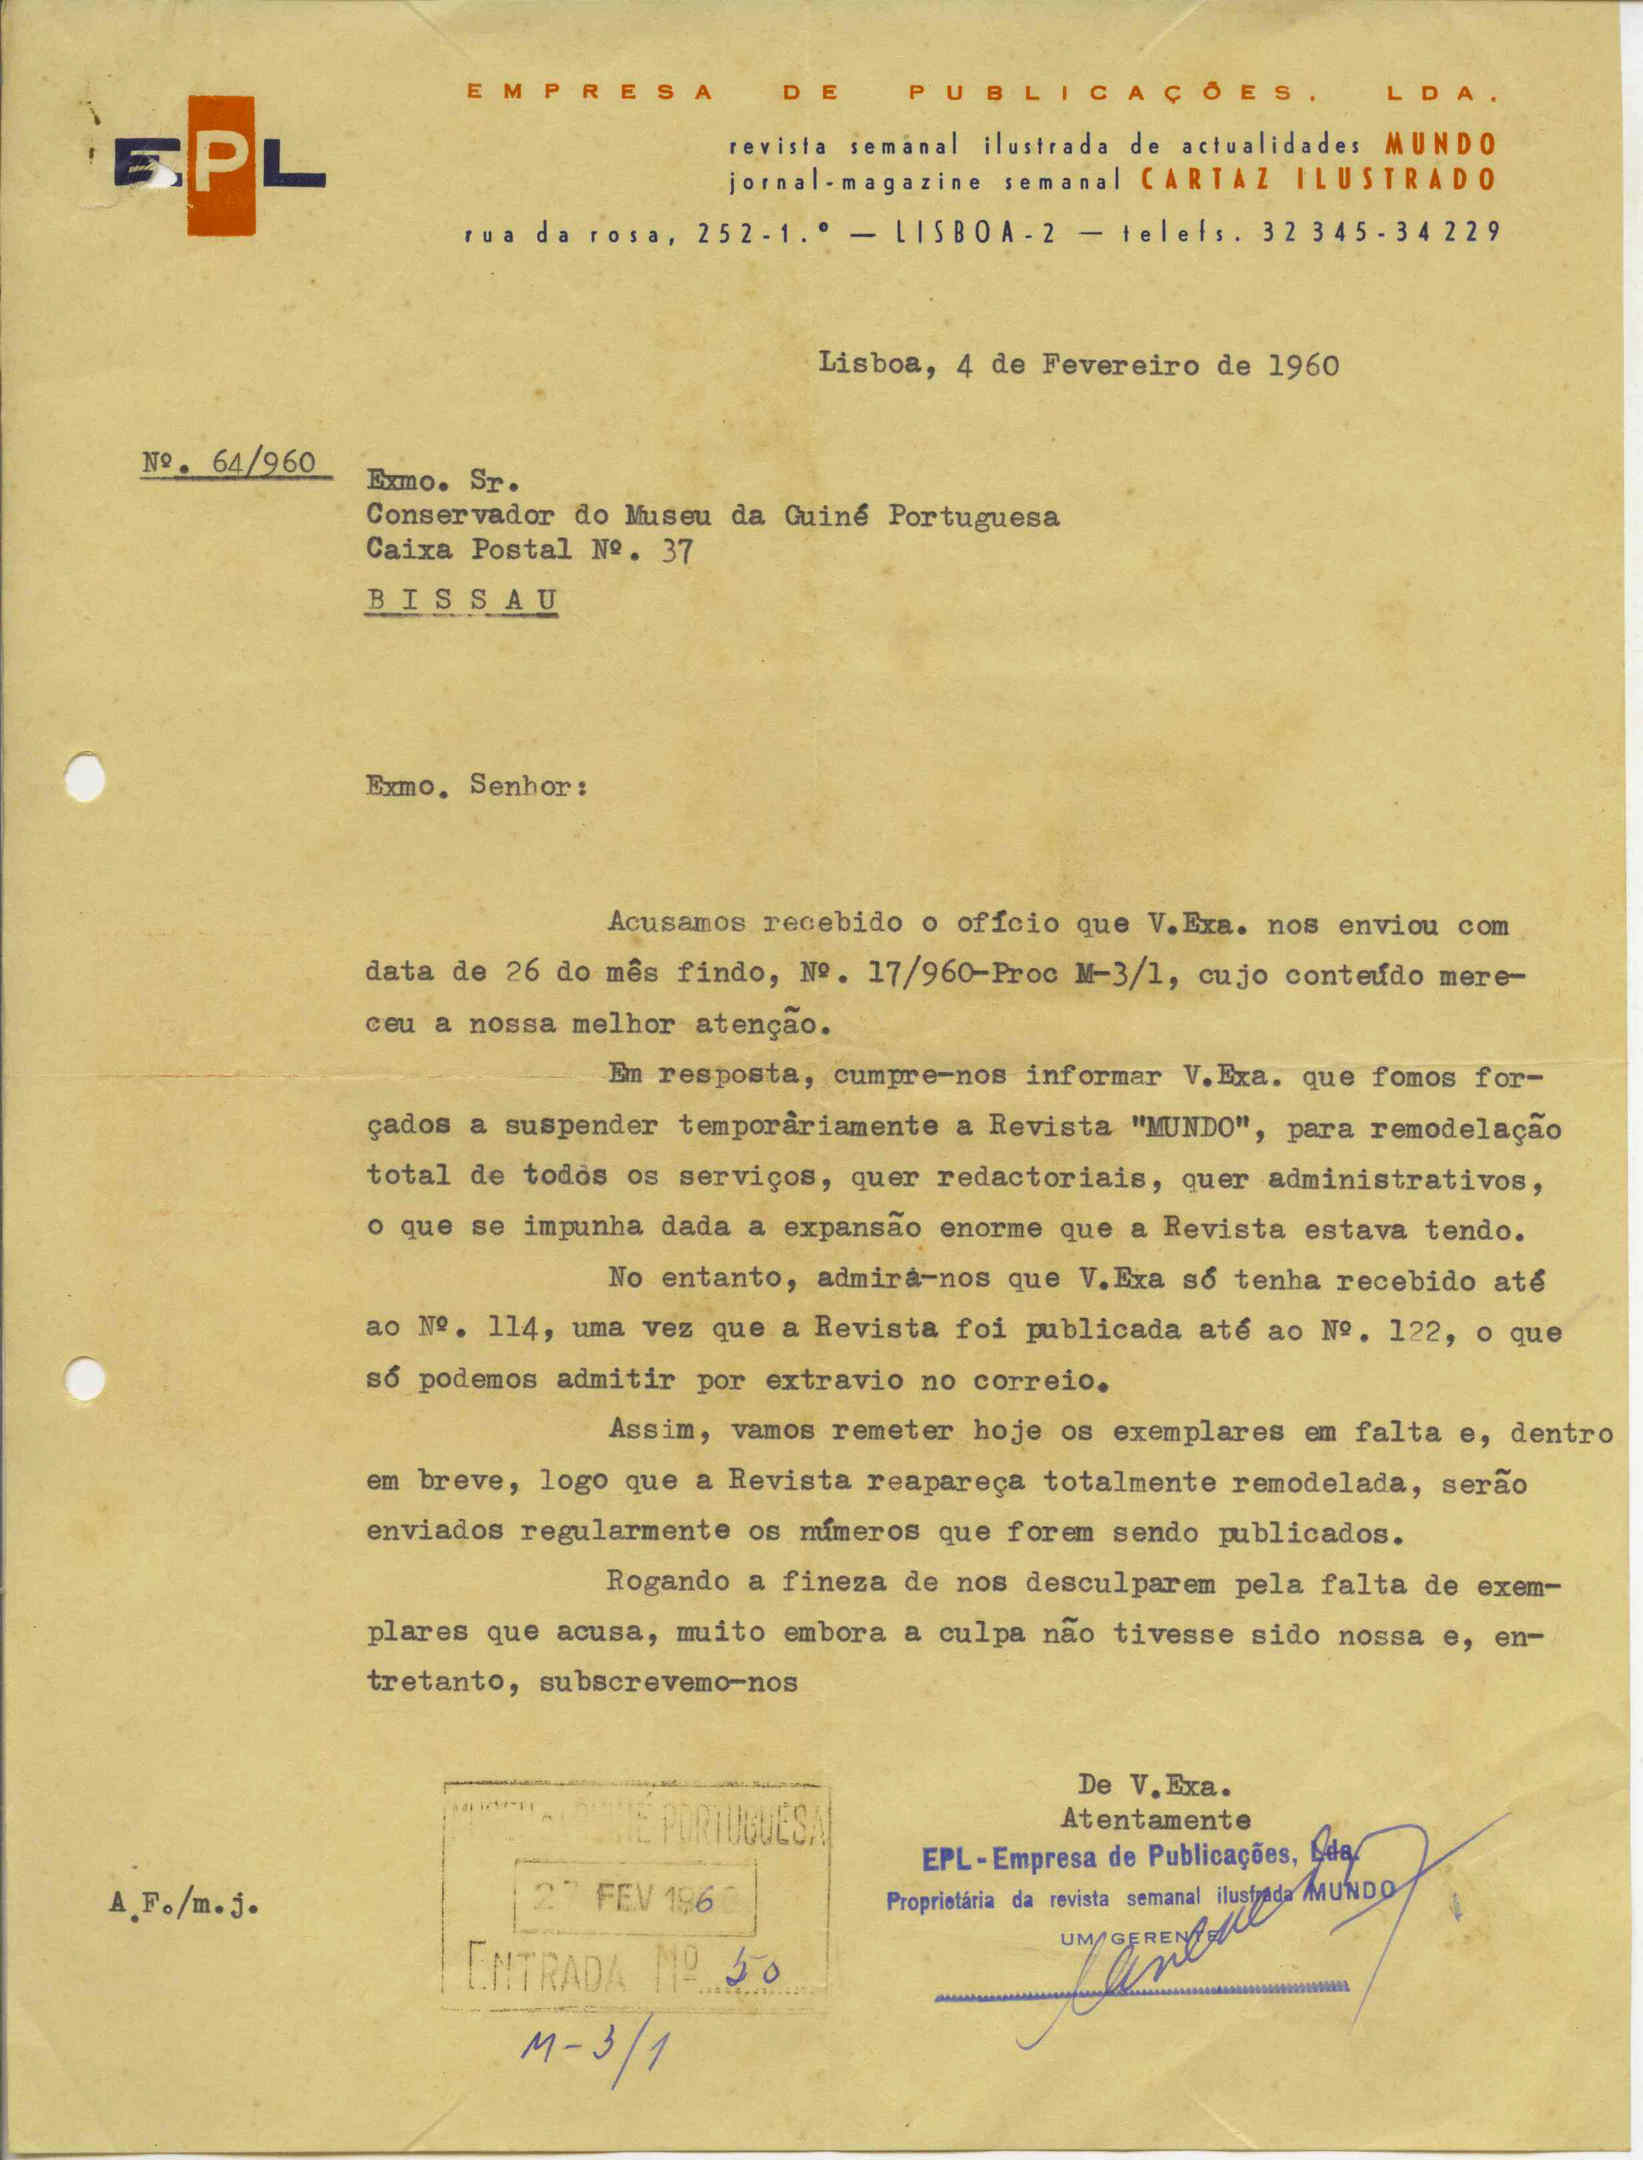 EPL
EMPRESA DE PUBLICAÇÕES, LDA.
revista semanal ilustrada de actualidades MUNDO
jornal-magazine semanal CARTAZ ILUSTRADO
rua da rosa, 252-1.º — LISBOA-2 — telefs. 32345-34229
Lisboa, 4 de Fevereiro de 1960
Nº. 64/960
Exmo. Sr.
Conservador do Museu da Guiné Portuguesa
Caixa Postal Nº. 37
BISSAU
Exmo. Senhor:
Acusamos recebido o ofício que V.Exa. nos enviou com
data de 26 do mês findo, Nº. 17/960-Proc M-3/1, cujo conteúdo mere-
ceu a nossa melhor atenção.
Em resposta, cumpre-nos informar V.Exa. que fomos for-
çados a suspender temporàriamente a Revista "MUNDO", para remodelação
total de todos os serviços, quer redactoriais, quer administrativos,
o que se impunha dada a expansão enorme que a Revista estava tendo.
No entanto, admira-nos que V.Exa só tenha recebido até
ao Nº. 114, uma vez que a Revista foi publicada até ao Nº. 122, o que
só podemos admitir por extravio no correio.
Assim, vamos remeter hoje os exemplares em falta e, dentro
em breve, logo que a Revista reapareça totalmente remodelada, serão
enviados regularmente os números que forem sendo publicados.
Rogando a fineza de nos desculparem pela falta de exem-
plares que acusa, muito embora a culpa não tivesse sido nossa e, en-
tretanto, subscrevemo-nos
De V.Exa.
Atentamente
EPL - Empresa de Publicações, Lda.
Proprietária da revista semanal ilustrada MUNDO
UM GERENTE
A.F./m.j.
GUINÉ PORTUGUESA
FEV 196
ENTRADA Nº 50
M-3/1